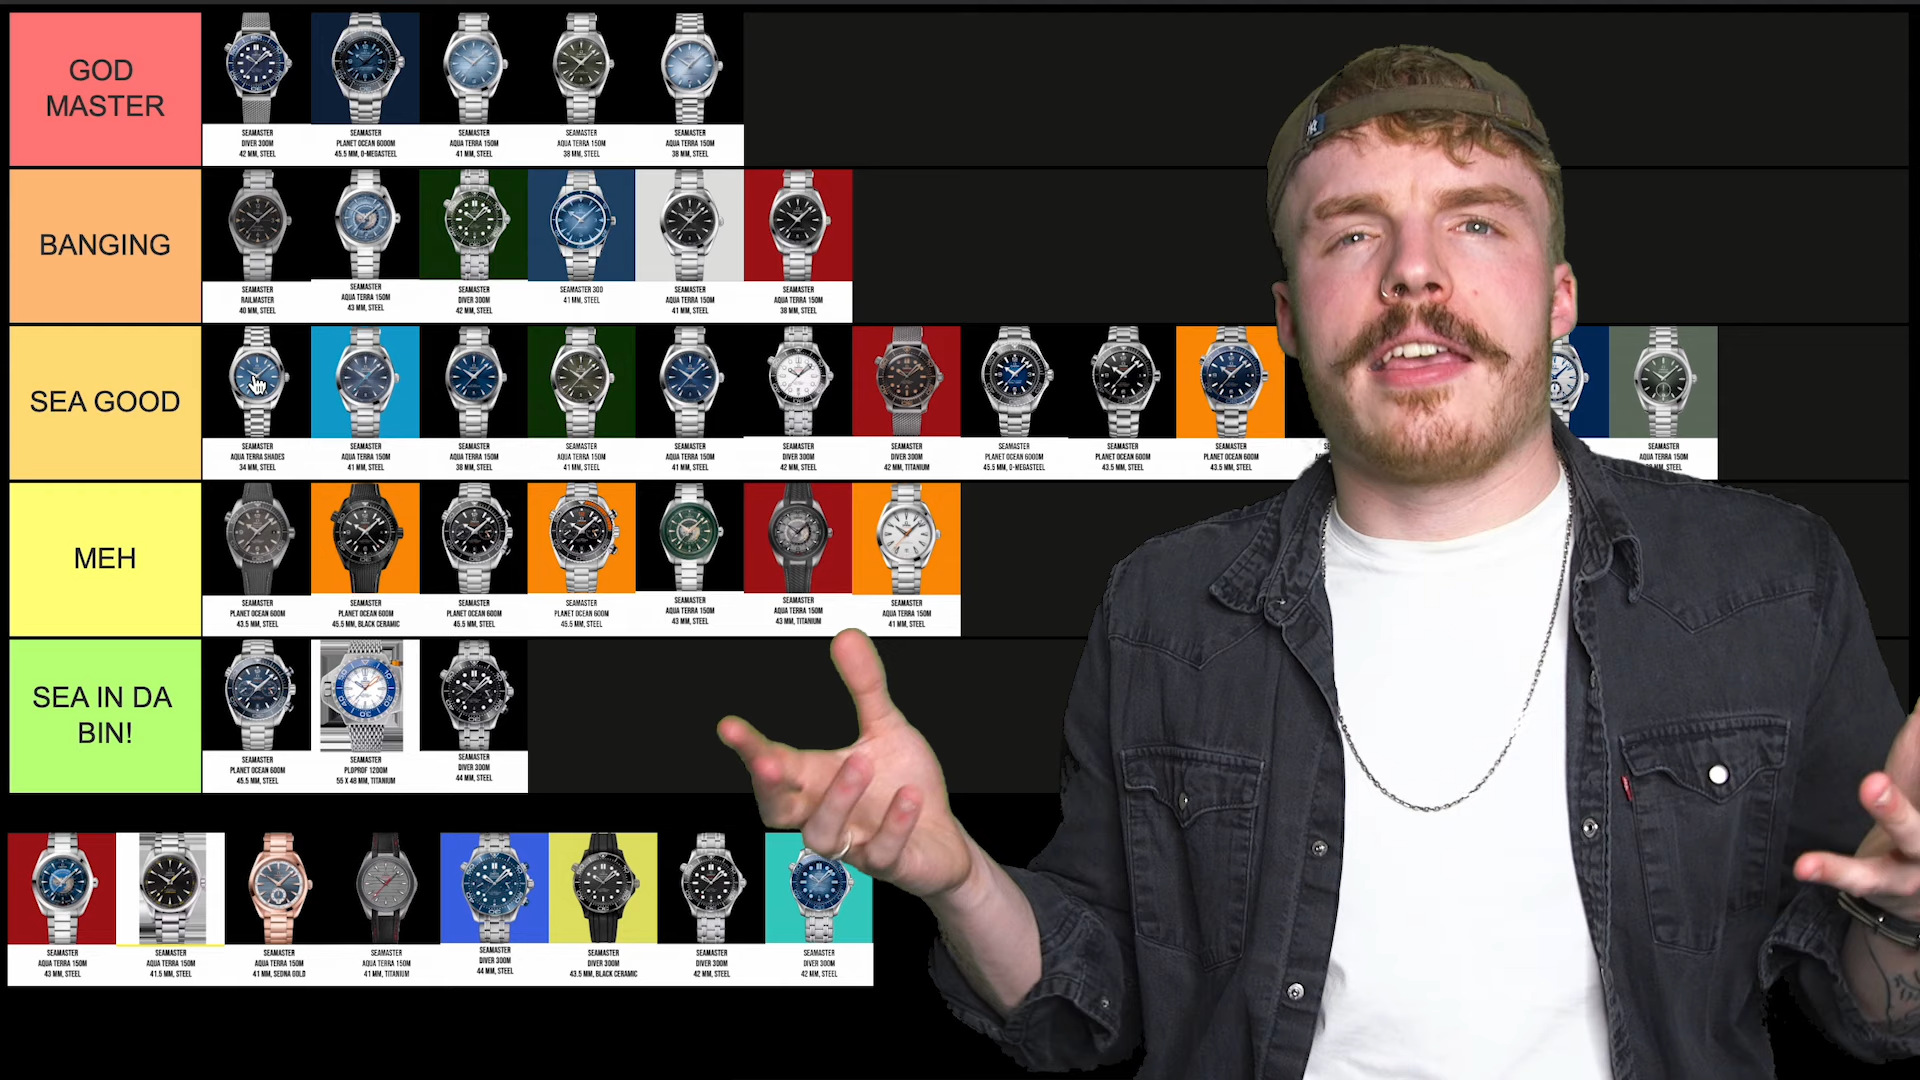 GOD
MASTER
SEAMASTER
DIVER 300M
42 MM, STEEL
SEAMASTER
PLANET OCEAN 6000M
45.5 MM, O-MEGASTEEL
SEAMASTER
AQUA TERRA 150M
41 MM, STEEL
SEAMASTER
AQUA TERRA 150M
38 MM, STEEL
SEAMASTER
AQUA TERRA 150M
38 MM, STEEL
BANGING
SEAMASTER
RAILMASTER
40 MM, STEEL
SEAMASTER
AQUA TERRA 150M
43 MM, STEEL
SEAMASTER
DIVER 300M
42 MM, STEEL
SEAMASTER 300
41 MM, STEEL
SEAMASTER
AQUA TERRA 150M
41 MM, STEEL
SEAMASTER
AQUA TERRA 150M
38 MM, STEEL
SEA GOOD
SEAMASTER
AQUA TERRA SHADES
34 MM, STEEL
SEAMASTER
AQUA TERRA 150M
41 MM, STEEL
SEAMASTER
AQUA TERRA 150M
38 MM, STEEL
SEAMASTER
AQUA TERRA 150M
41 MM, STEEL
SEAMASTER
AQUA TERRA 150M
41 MM, STEEL
SEAMASTER
DIVER 300M
42 MM, STEEL
SEAMASTER
DIVER 300M
42 MM, TITANIUM
SEAMASTER
PLANET OCEAN 6000M
45.5 MM, O-MEGASTEEL
SEAMASTER
PLANET OCEAN 600M
43.5 MM, STEEL
SEAMASTER
PLANET OCEAN 600M
43.5 MM, STEEL
SEAMASTER
AQUA TERRA 150M
MM, STEEL
MEH
SEAMASTER
PLANET OCEAN 600M
43.5 MM, STEEL
SEAMASTER
PLANET OCEAN 600M
45.5 MM, BLACK CERAMIC
SEAMASTER
PLANET OCEAN 600M
45.5 MM, STEEL
SEAMASTER
PLANET OCEAN 600M
45.5 MM, STEEL
SEAMASTER
AQUA TERRA 150M
43 MM, STEEL
SEAMASTER
AQUA TERRA 150M
43 MM, TITANIUM
SEAMASTER
AQUA TERRA 150M
41 MM, STEEL
SEA IN DA
BIN!
SEAMASTER
PLANET OCEAN 600M
45.5 MM, STEEL
SEAMASTER
PLOPROF 1200M
55 X 48 MM, TITANIUM
SEAMASTER
DIVER 300M
44 MM, STEEL
SEAMASTER
AQUA TERRA 150M
43 MM, STEEL
SEAMASTER
AQUA TERRA 150M
41.5 MM, STEEL
SEAMASTER
AQUA TERRA 150M
41 MM, SEDNA GOLD
SEAMASTER
AQUA TERRA 150M
41 MM, TITANIUM
SEAMASTER
DIVER 300M
44 MM, STEEL
SEAMASTER
DIVER 300M
43.5 MM, BLACK CERAMIC
SEAMASTER
DIVER 300M
42 MM, STEEL
SEAMASTER
DIVER 300M
42 MM, STEEL